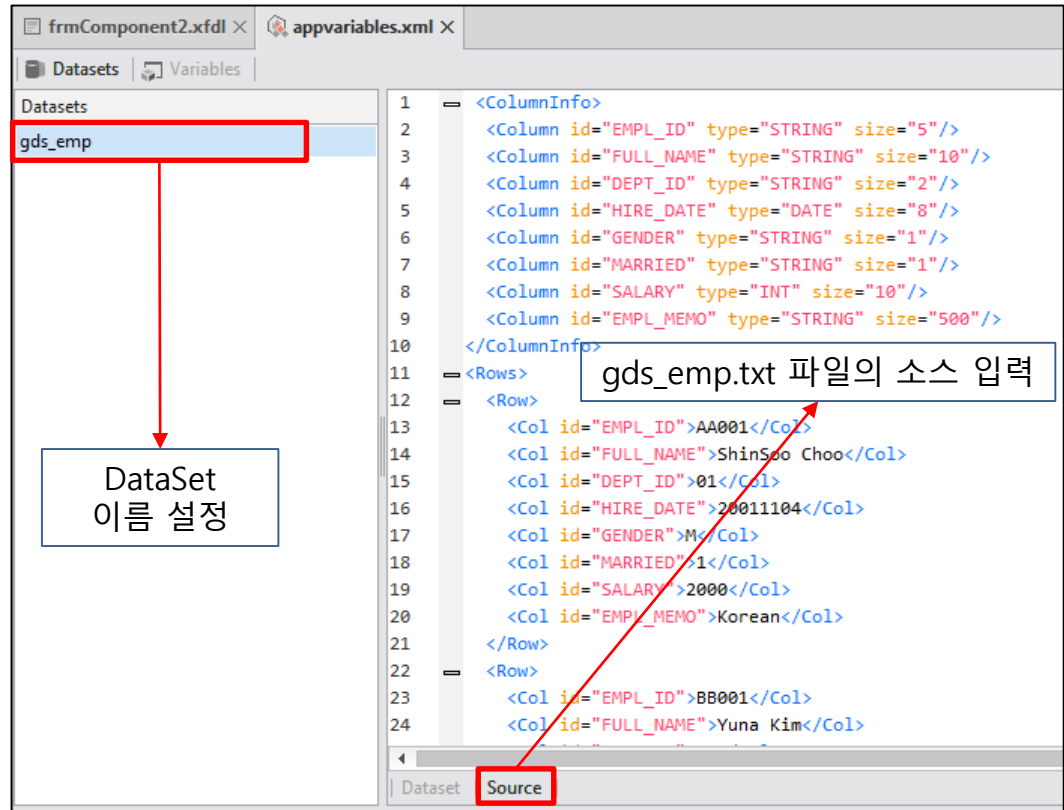 frmComponent2.xfdl
appvariables.xml
Datasets
Variables
Datasets
gds_emp
DataSet
이름 설정
1 <ColumnInfo>
2 <Column id="EMPL_ID" type="STRING" size="5"/>
3 <Column id="FULL_NAME" type="STRING" size="10"/>
4 <Column id="DEPT_ID" type="STRING" size="2"/>
5 <Column id="HIRE_DATE" type="DATE" size="8"/>
6 <Column id="GENDER" type="STRING" size="1"/>
7 <Column id="MARRIED" type="STRING" size="1"/>
8 <Column id="SALARY" type="INT" size="10"/>
9 <Column id="EMPL_MEMO" type="STRING" size="500"/>
10 </ColumnInfo>
11 <Rows>
gds_emp.txt 파일의 소스 입력
12 <Row>
13 <Col id="EMPL_ID">AA001</Col>
14 <Col id="FULL_NAME">ShinSoo Choo</Col>
15 <Col id="DEPT_ID">01</Col>
16 <Col id="HIRE_DATE">20011104</Col>
17 <Col id="GENDER">M</Col>
18 <Col id="MARRIED">1</Col>
19 <Col id="SALARY">2000</Col>
20 <Col id="EMPL_MEMO">Korean</Col>
21 </Row>
22 <Row>
23 <Col id="EMPL_ID">BB001</Col>
24 <Col id="FULL_NAME">Yuna Kim</Col>
Dataset
Source